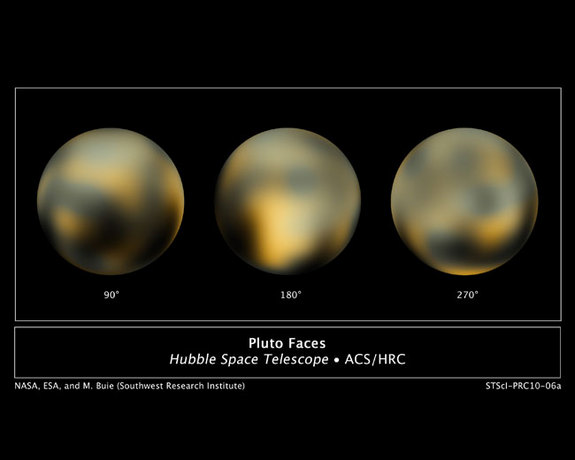 90°
180°
270°
Pluto Faces
Hubble Space Telescope • ACS/HRC
NASA, ESA, and M. Buie (Southwest Research Institute)
STScI-PRC10-06a